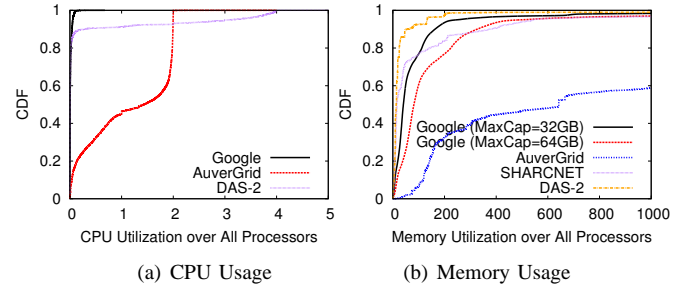 1
0.8
0.6
0.4
0.2
0
CDF
Google
AuverGrid
DAS-2
0 1 2 3 4 5
CPU Utilization over All Processors
(a) CPU Usage
1
0.8
0.6
0.4
0.2
0
CDF
Google (MaxCap=32GB)
Google (MaxCap=64GB)
AuverGrid
SHARCNET
DAS-2
0 200 400 600 800 1000
Memory Utilization over All Processors
(b) Memory Usage